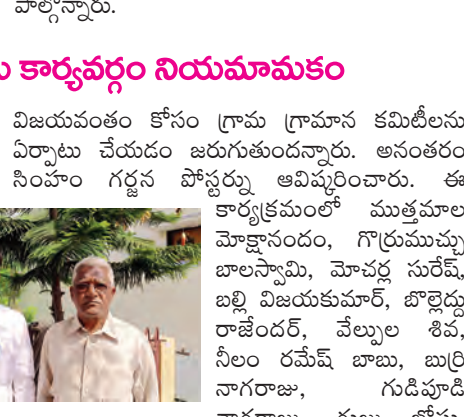 పాల్గొన్నారు.
కార్యవర్గం నియమామకం
విజయవంతం కోసం గ్రామ గ్రామాన కమిటీలను
ఏర్పాటు చేయడం జరుగుతుందన్నారు. అనంతరం
సింహం గర్జన పోస్టర్ను ఆవిష్కరించారు. ఈ
కార్యక్రమంలో ముత్తమాల
మోక్షానందం, గొర్రుముచ్చు
బాలస్వామి, మోచర్ల సురేష్,
బల్లి విజయకుమార్, బొల్లెద్దు
రాజేందర్, వేల్పుల శివ,
నీలం రమేష్ బాబు, బుర్రి
నాగరాజు, గుడిపూడి